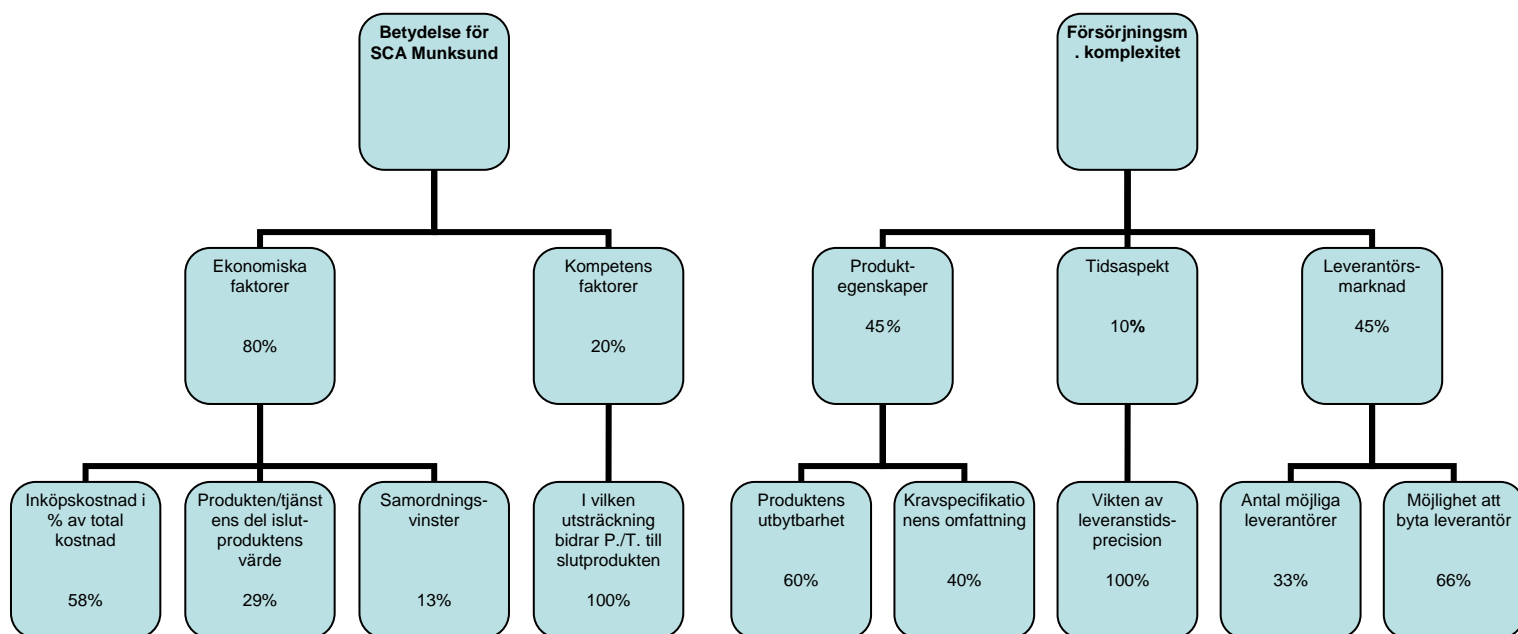 Betydelse för
SCA Munksund
Försörjningsm
. komplexitet
Ekonomiska
faktorer
80%
Kompetens
faktorer
20%
Produkt-
egenskaper
45%
Tidsaspekt
10%
Leverantörs-
marknad
45%
Inköpskostnad i
% av total
kostnad
58%
Produkten/tjänst
ens del islut-
produktens
värde
29%
Samordnings-
vinster
13%
I vilken
utsträckning
bidrar P./T. till
slutprodukten
100%
Produktens
utbytbarhet
60%
Kravspecifikatio
nens omfattning
40%
Vikten av
leveranstids-
precision
100%
Antal möjliga
leverantörer
33%
Möjlighet att
byta leverantör
66%